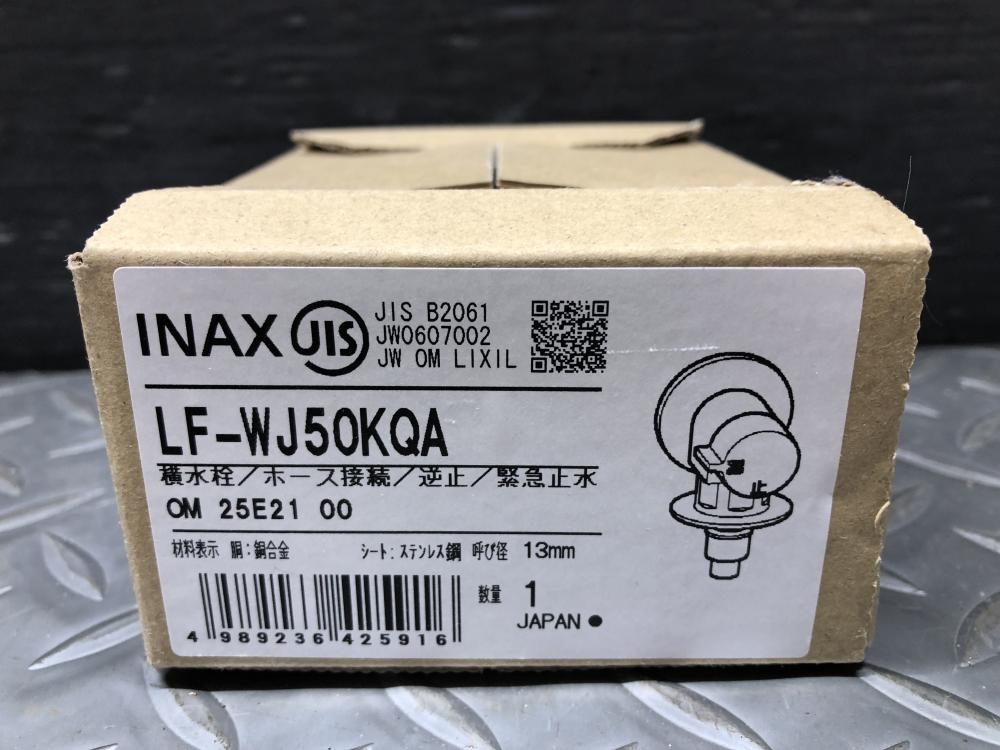 INAX JIS
JIS B2061
JW0607002
JW OM LIXIL
LF-WJ50KQA
横水栓/ホース接続/逆止/緊急止水
OM 25E21 00
材料表示 胴:銅合金 シート:ステンレス鋼 呼び径 13mm
数量 1
JAPAN ●
4 989236 425916